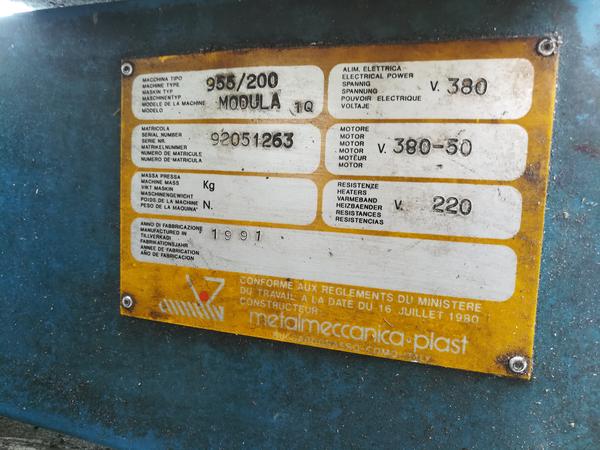 MACCHINA TIPO
MACHINE TYPE
MASKIN TYP
MASCHINENTYP
MODELE DE LA MACHINE
MODELO
955/200
MODULA 1Q
ALIM. ELETTRICA
ELECTRICAL POWER
SPANNIG
SPANNUNG
POUVOIR ELECTRIQUE
VOLTAJE
V. 380
MATRICOLA
SERIAL NUMBER
SERIE NR.
MATRIKELNUMMER
NUMERO DE MATRICULE
NUMERO DE MATRICULA
92051263
MOTORE
MOTOR
MOTOR
MOTOR
MOTEUR
MOTOR
V. 380-50
MASSA PRESSA
MACHINE MASS
VIKT MASKIN
MASCHINENGEWICHT
POIDS DE LA MACHINE
PESO DE LA MAQUINA
Kg
N.
RESISTENZE
HEATERS
VARMEBAND
HEIZBAENDER
RESISTANCES
RESISTENCIAS
V. 220
ANNO DI FABBRICAZIONE
MANUFACTURED IN
TILLVERKAD
FABRIKATIONSJAHR
ANNEE DE FABRICATION
AÑO DE FABRICACION
1991
CONFORME AUX REGLEMENTS DU MINISTERE
DU TRAVAIL A LA DATE DU 16 JUILLET 1980
CONSTRUCTEUR
metalmeccanica·plast